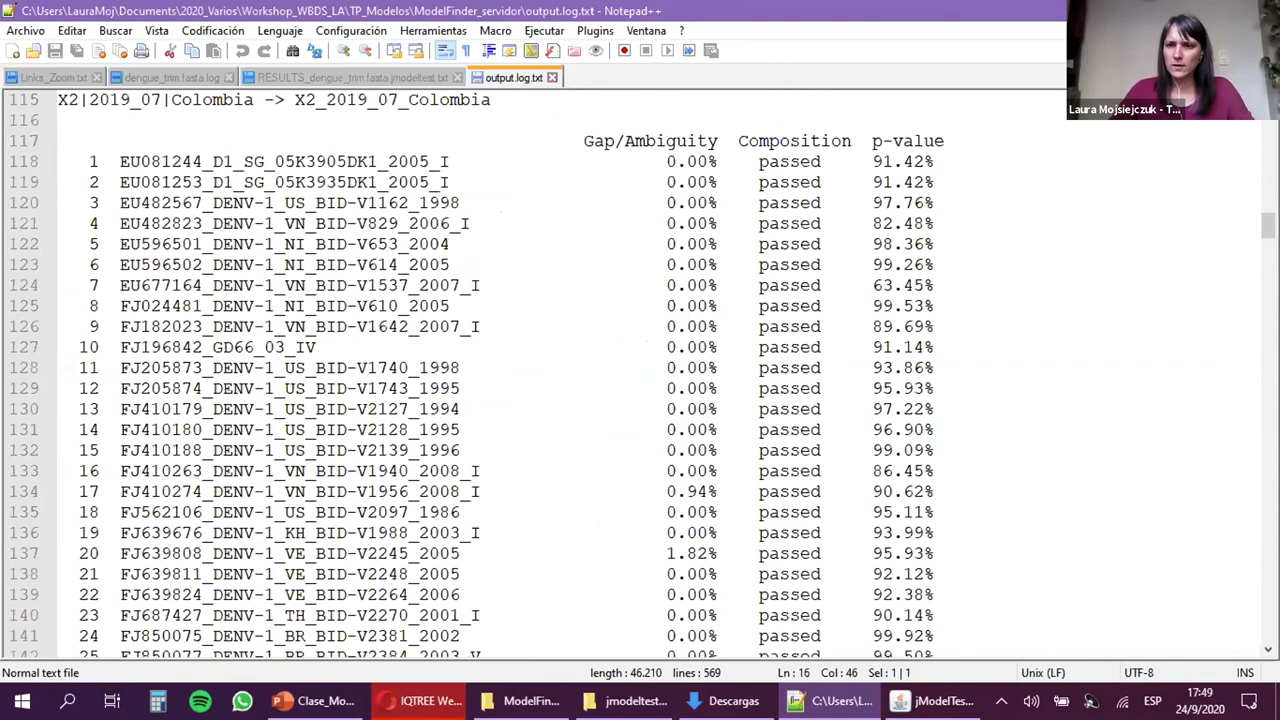 C:\Users\LauraMoj\Documents\2020_Varios\Workshop_WBDS_LA\TP_Modelos\ModelFinder_servidor\output.log.txt - Notepad++
Archivo Editar Buscar Vista Codificación Lenguaje Configuración Herramientas Macro Ejecutar Plugins Ventana ?
Links_Zoom.txt dengue_trim fasta.log RESULTS_dengue_trim fasta.jmodeltest.txt output.log.txt
Laura Mojsiejczuk - T...
115 X2|2019_07|Colombia -> X2_2019_07_Colombia
116
117 Gap/Ambiguity Composition p-value
118 1 EU081244_D1_SG_05K3905DK1_2005_I 0.00% passed 91.42%
119 2 EU081253_D1_SG_05K3935DK1_2005_I 0.00% passed 91.42%
120 3 EU482567_DENV-1_US_BID-V1162_1998 0.00% passed 97.76%
121 4 EU482823_DENV-1_VN_BID-V829_2006_I 0.00% passed 82.48%
122 5 EU596501_DENV-1_NI_BID-V653_2004 0.00% passed 98.36%
123 6 EU596502_DENV-1_NI_BID-V614_2005 0.00% passed 99.26%
124 7 EU677164_DENV-1_VN_BID-V1537_2007_I 0.00% passed 63.45%
125 8 FJ024481_DENV-1_NI_BID-V610_2005 0.00% passed 99.53%
126 9 FJ182023_DENV-1_VN_BID-V1642_2007_I 0.00% passed 89.69%
127 10 FJ196842_GD66_03_IV 0.00% passed 91.14%
128 11 FJ205873_DENV-1_US_BID-V1740_1998 0.00% passed 93.86%
129 12 FJ205874_DENV-1_US_BID-V1743_1995 0.00% passed 95.93%
130 13 FJ410179_DENV-1_US_BID-V2127_1994 0.00% passed 97.22%
131 14 FJ410180_DENV-1_US_BID-V2128_1995 0.00% passed 96.90%
132 15 FJ410188_DENV-1_US_BID-V2139_1996 0.00% passed 99.09%
133 16 FJ410263_DENV-1_VN_BID-V1940_2008_I 0.00% passed 86.45%
134 17 FJ410274_DENV-1_VN_BID-V1956_2008_I 0.94% passed 90.62%
135 18 FJ562106_DENV-1_US_BID-V2097_1986 0.00% passed 95.11%
136 19 FJ639676_DENV-1_KH_BID-V1988_2003_I 0.00% passed 93.99%
137 20 FJ639808_DENV-1_VE_BID-V2245_2005 1.82% passed 95.93%
138 21 FJ639811_DENV-1_VE_BID-V2248_2005 0.00% passed 92.12%
139 22 FJ639824_DENV-1_VE_BID-V2264_2006 0.00% passed 92.38%
140 23 FJ687427_DENV-1_TH_BID-V2270_2001_I 0.00% passed 90.14%
141 24 FJ850075_DENV-1_BR_BID-V2381_2002 0.00% passed 99.92%
142 25 FJ850077_DENV-1_BR_BID-V2384_2003_V 0.00% passed 99.50%
Normal text file length : 46.210 lines : 569 Ln : 16 Col : 46 Sel : 1 | 1 Unix (LF) UTF-8 INS
Clase_Mo... IQTREE We... ModelFin... jmodeltest... Descargas C:\Users\L... jModelTes... ESP 17:49
24/9/2020